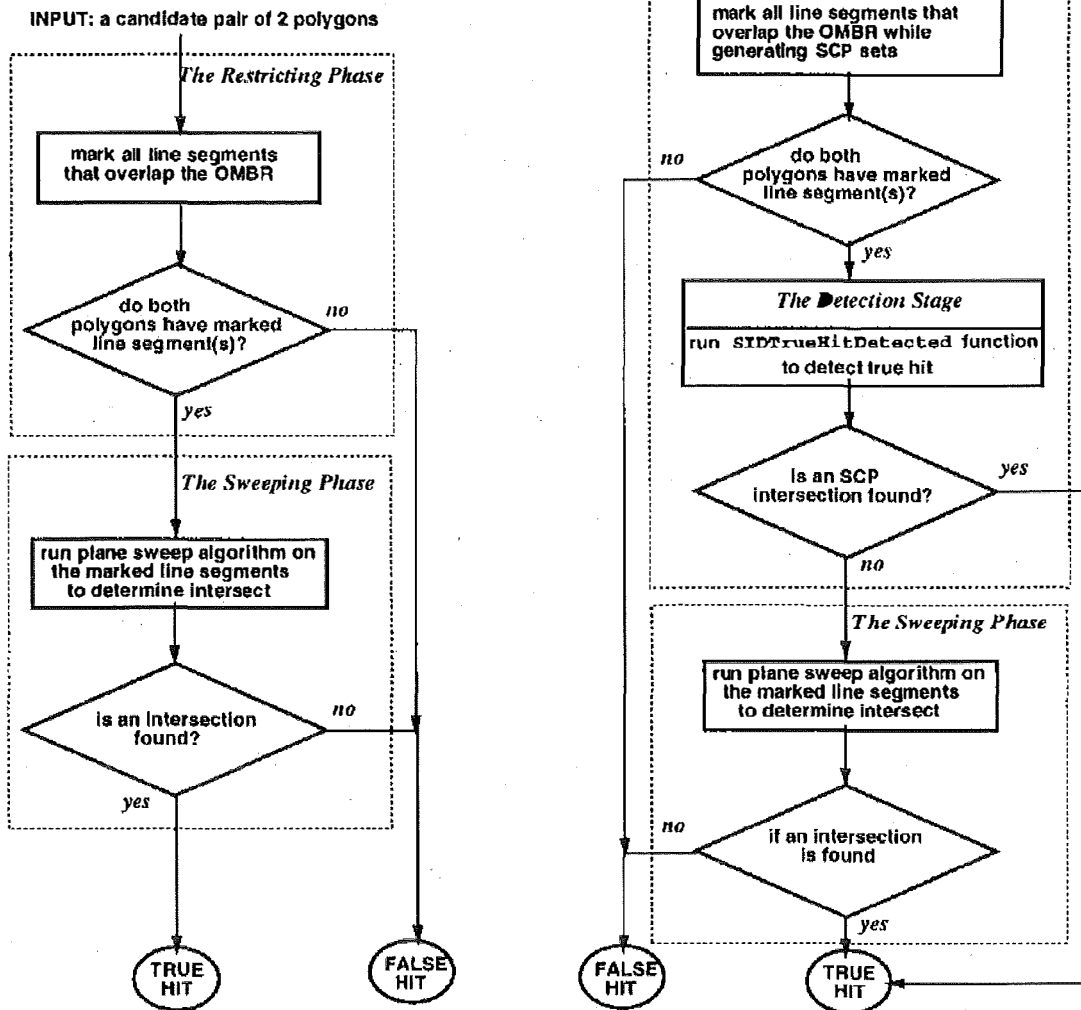 INPUT: a candidate pair of 2 polygons
The Restricting Phase
mark all line segments
that overlap the OMBR
do both
polygons have marked
line segment(s)?
no
yes
The Sweeping Phase
run plane sweep algorithm on
the marked line segments
to determine intersect
is an intersection
found?
no
yes
TRUE
HIT
FALSE
HIT
mark all line segments that
overlap the OMBR while
generating SCP sets
no
do both
polygons have marked
line segment(s)?
yes
The Detection Stage
run SIDTrueHitDetected function
to detect true hit
is an SCP
intersection found?
yes
no
The Sweeping Phase
run plane sweep algorithm on
the marked line segments
to determine intersect
no
if an intersection
is found
yes
FALSE
HIT
TRUE
HIT